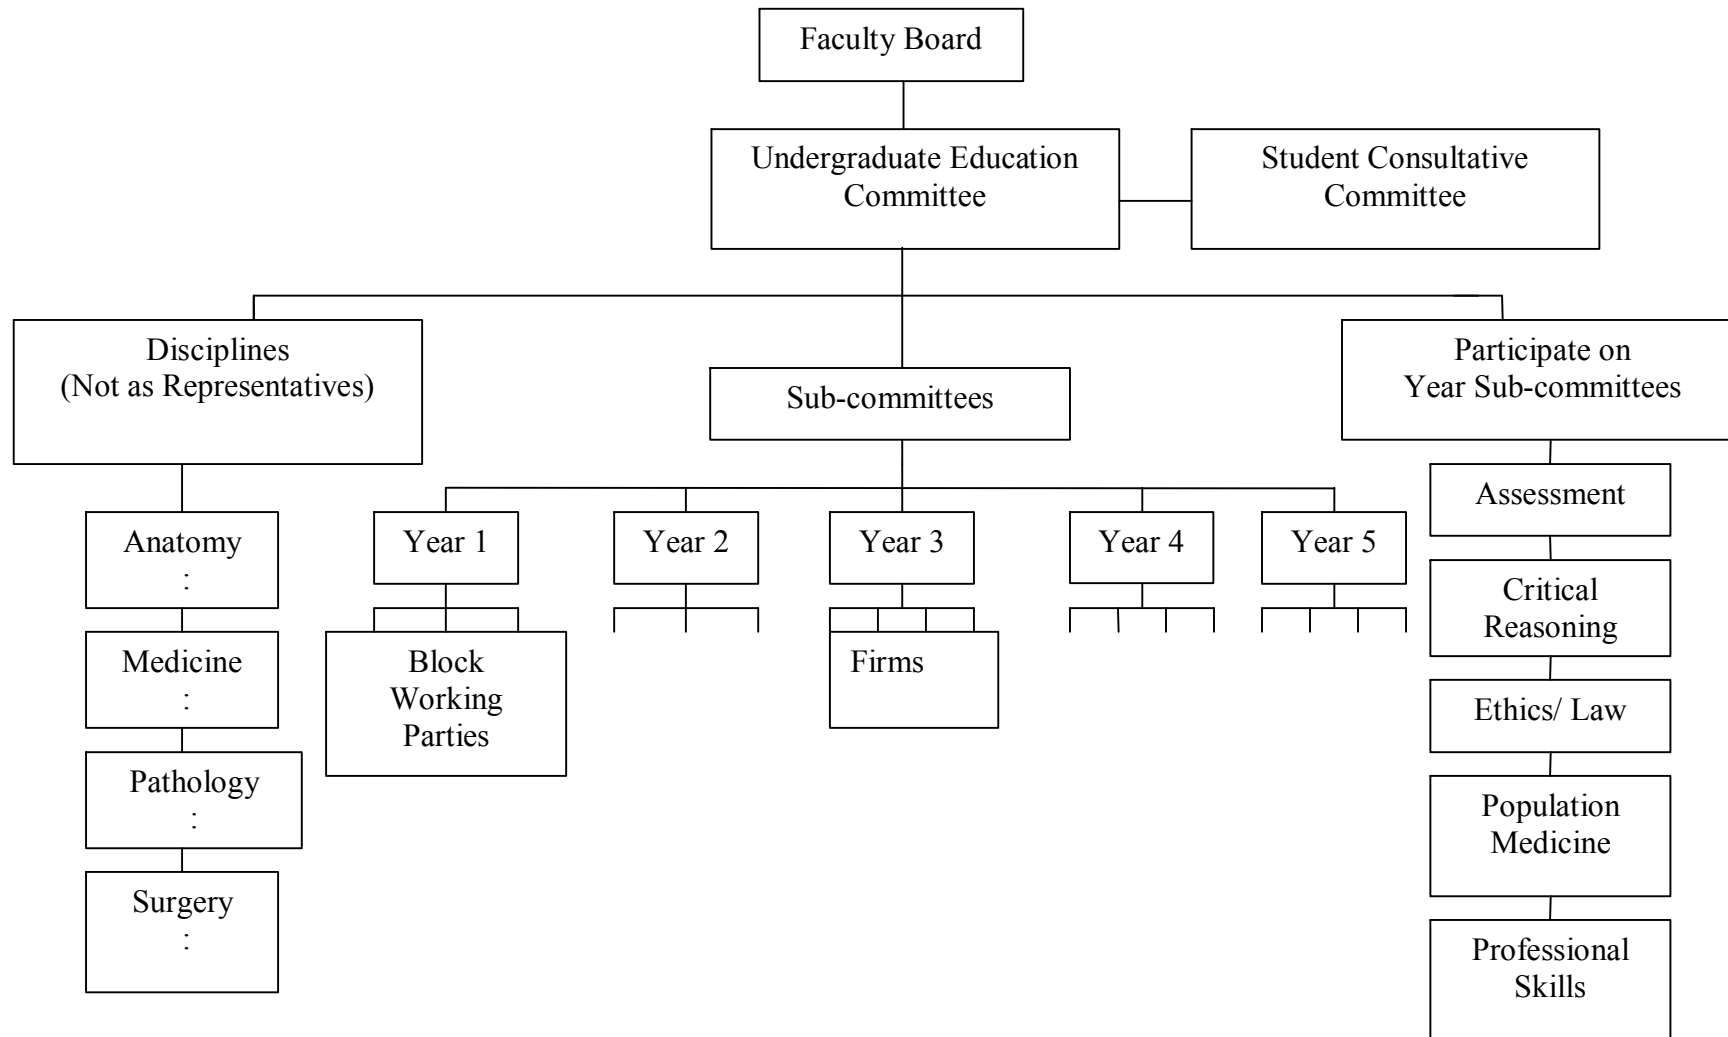 Faculty Board
Undergraduate Education
Committee
Student Consultative
Committee
Disciplines
(Not as Representatives)
Sub-committees
Participate on
Year Sub-committees
Anatomy
:
Medicine
:
Pathology
:
Surgery
:
Year 1
Year 2
Year 3
Year 4
Year 5
Block
Working
Parties
Firms
Assessment
Critical
Reasoning
Ethics/ Law
Population
Medicine
Professional
Skills